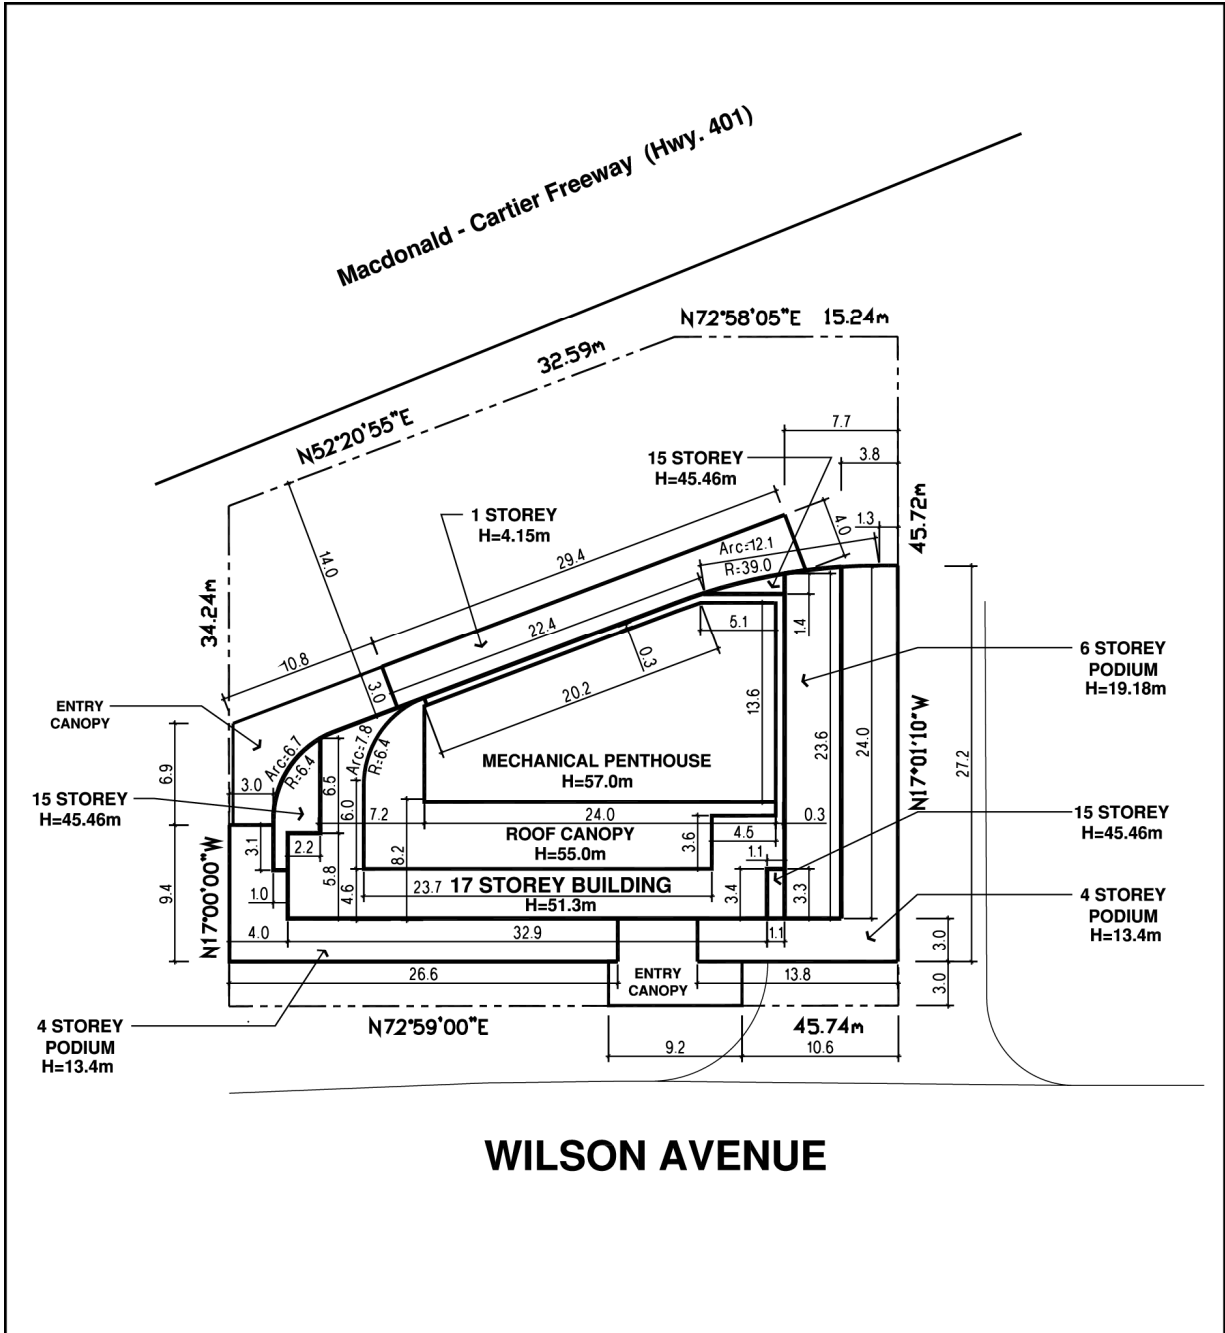 Macdonald - Cartier Freeway (Hwy. 401)
N72°58'05"E 15.24m
32.59m
N52°20'55"E
7.7
15 STOREY
H=45.46m
3.8
1 STOREY
H=4.15m
4.0
1.3
45.72m
14.0
29.4
Arc=12.1
R=39.0
34.24m
22.4
5.1
1.4
10.8
0.3
6 STOREY
PODIUM
H=19.18m
3.0
20.2
13.6
ENTRY
CANOPY
N17°01'10"W
23.6
24.0
27.2
6.9
Arc=6.7
R=6.4
Arc=7.8
R=6.4
MECHANICAL PENTHOUSE
H=57.0m
3.0
6.5
6.0
15 STOREY
H=45.46m
7.2
24.0
0.3
15 STOREY
H=45.46m
ROOF CANOPY
H=55.0m
3.6
4.5
3.1
2.2
8.2
1.1
5.8
4.6
N17°00'00"W
9.4
1.0
23.7
17 STOREY BUILDING
H=51.3m
3.4
3.3
4 STOREY
PODIUM
H=13.4m
4.0
32.9
1.1
3.0
26.6
ENTRY
CANOPY
13.8
3.0
4 STOREY
PODIUM
H=13.4m
N72°59'00"E
45.74m
9.2
10.6
WILSON AVENUE